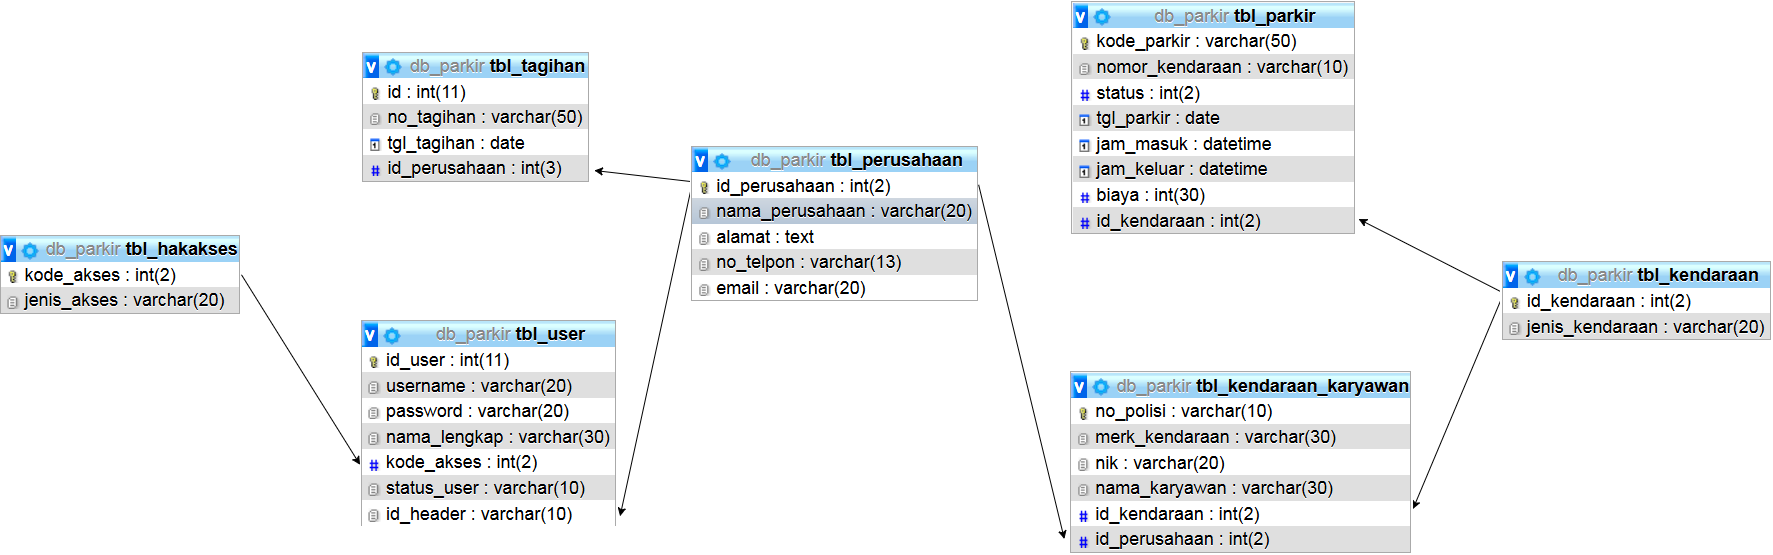 db_parkir tbl_tagihan
id : int(11)
no_tagihan : varchar(50)
tgl_tagihan : date
id_perusahaan : int(3)
db_parkir tbl_hakakses
kode_akses : int(2)
jenis_akses : varchar(20)
db_parkir tbl_user
id_user : int(11)
username : varchar(20)
password : varchar(20)
nama_lengkap : varchar(30)
kode_akses : int(2)
status_user : varchar(10)
id_header : varchar(10)
db_parkir tbl_perusahaan
id_perusahaan : int(2)
nama_perusahaan : varchar(20)
alamat : text
no_telpon : varchar(13)
email : varchar(20)
db_parkir tbl_parkir
kode_parkir : varchar(50)
nomor_kendaraan : varchar(10)
status : int(2)
tgl_parkir : date
jam_masuk : datetime
jam_keluar : datetime
biaya : int(30)
id_kendaraan : int(2)
db_parkir tbl_kendaraan
id_kendaraan : int(2)
jenis_kendaraan : varchar(20)
db_parkir tbl_kendaraan_karyawan
no_polisi : varchar(10)
merk_kendaraan : varchar(30)
nik : varchar(20)
nama_karyawan : varchar(30)
id_kendaraan : int(2)
id_perusahaan : int(2)